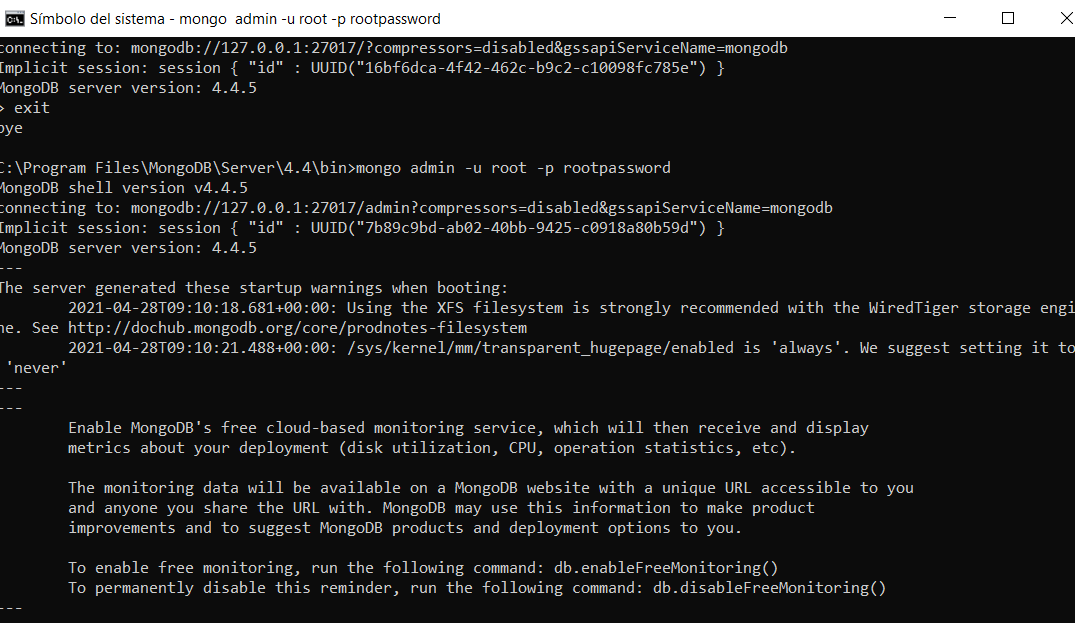 Símbolo del sistema - mongo admin -u root -p rootpassword
connecting to: mongodb://127.0.0.1:27017/?compressors=disabled&gssapiServiceName=mongodb
Implicit session: session { "id" : UUID("16bf6dca-4f42-462c-b9c2-c10098fc785e") }
MongoDB server version: 4.4.5
> exit
bye
C:\Program Files\MongoDB\Server\4.4\bin>mongo admin -u root -p rootpassword
MongoDB shell version v4.4.5
connecting to: mongodb://127.0.0.1:27017/admin?compressors=disabled&gssapiServiceName=mongodb
Implicit session: session { "id" : UUID("7b89c9bd-ab02-40bb-9425-c0918a80b59d") }
MongoDB server version: 4.4.5
---
The server generated these startup warnings when booting:
2021-04-28T09:10:18.681+00:00: Using the XFS filesystem is strongly recommended with the WiredTiger storage engi
ne. See http://dochub.mongodb.org/core/prodnotes-filesystem
2021-04-28T09:10:21.488+00:00: /sys/kernel/mm/transparent_hugepage/enabled is 'always'. We suggest setting it to
'never'
---
---
Enable MongoDB's free cloud-based monitoring service, which will then receive and display
metrics about your deployment (disk utilization, CPU, operation statistics, etc).
The monitoring data will be available on a MongoDB website with a unique URL accessible to you
and anyone you share the URL with. MongoDB may use this information to make product
improvements and to suggest MongoDB products and deployment options to you.
To enable free monitoring, run the following command: db.enableFreeMonitoring()
To permanently disable this reminder, run the following command: db.disableFreeMonitoring()
---